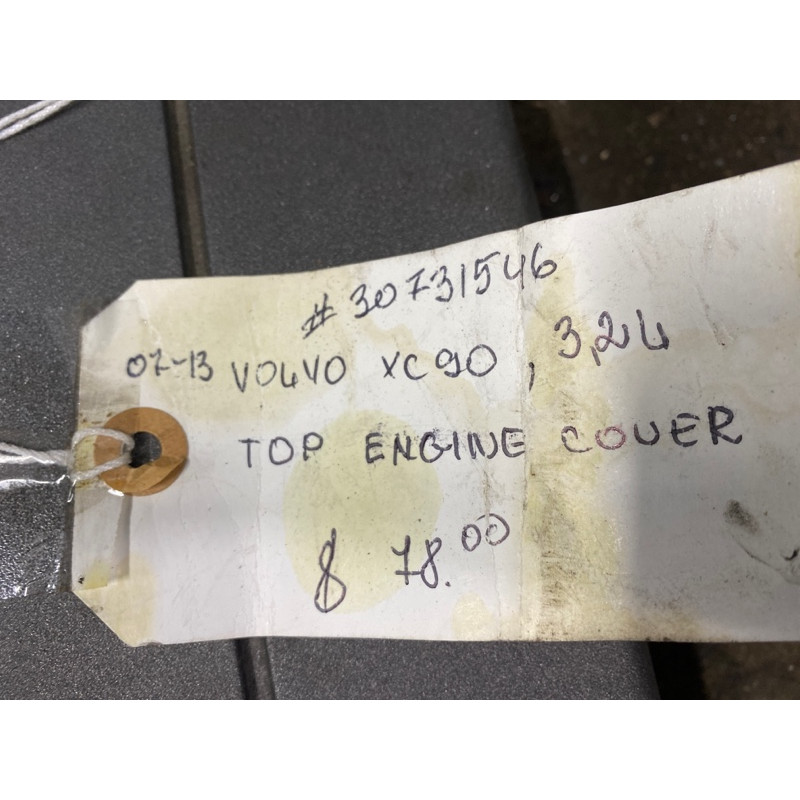 # 30731546
07-13 VOLVO XC90, 3,2L
TOP ENGINE COVER
$ 78.00